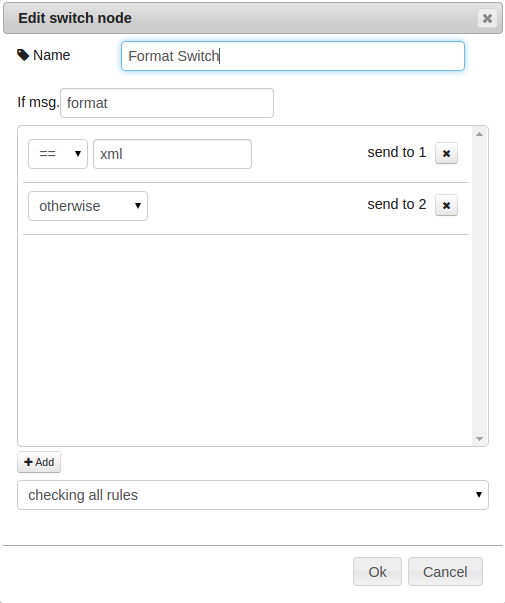 Edit switch node
Name Format Switch
If msg. format
== xml send to 1
otherwise send to 2
Add
checking all rules
Ok Cancel